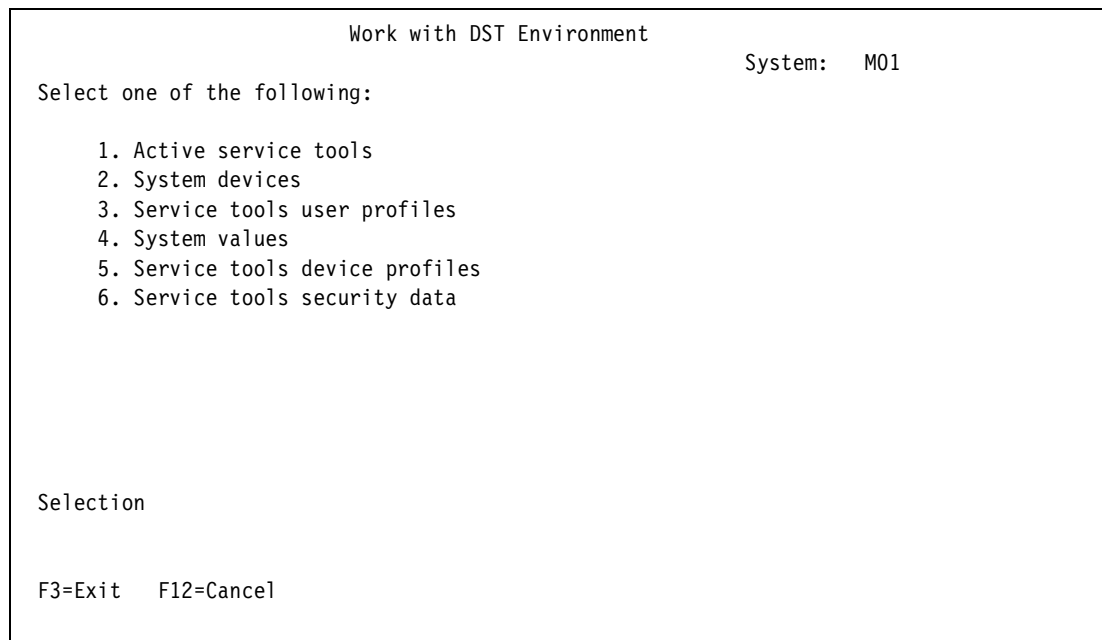 Work with DST Environment
System: MO1
Select one of the following:
1. Active service tools
2. System devices
3. Service tools user profiles
4. System values
5. Service tools device profiles
6. Service tools security data
Selection
F3=Exit F12=Cancel